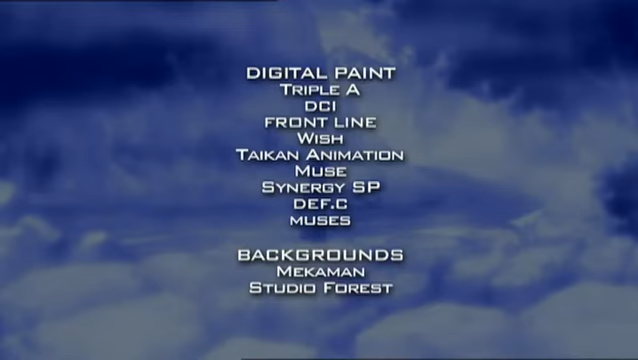 DIGITAL PAINT
TRIPLE A
DCI
FRONT LINE
WISH
TAIKAN ANIMATION
MUSE
SYNERGY SP
DEF.C
MUSES
BACKGROUNDS
MEKAMAN
STUDIO FOREST